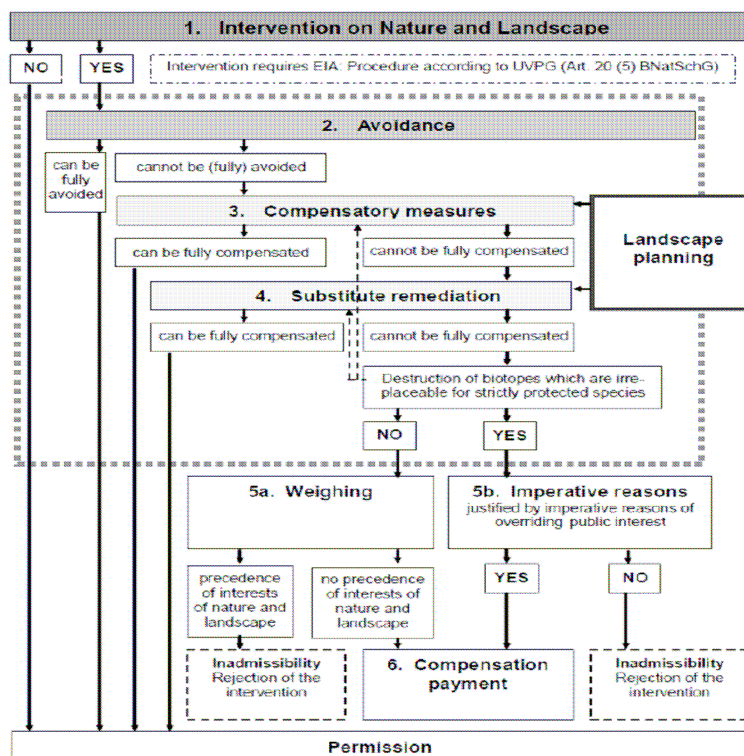 1. Intervention on Nature and Landscape
NO
YES
Intervention requires EIA: Procedure according to UVPG (Art. 20 (5) BNatSchG)
2. Avoidance
can be
fully
avoided
cannot be (fully) avoided
3. Compensatory measures
Landscape
planning
can be fully compensated
cannot be fully compensated
4. Substitute remediation
can be fully compensated
cannot be fully compensated
Destruction of biotopes which are irre-
placeable for strictly protected species
NO
YES
5a. Weighing
5b. Imperative reasons
justified by imperative reasons of
overriding public interest
precedence
of interests
of nature and
landscape
no precedence
of interests of
nature and
landscape
YES
NO
Inadmissibility
Rejection of the
intervention
6. Compensation
payment
Inadmissibility
Rejection of the
intervention
Permission